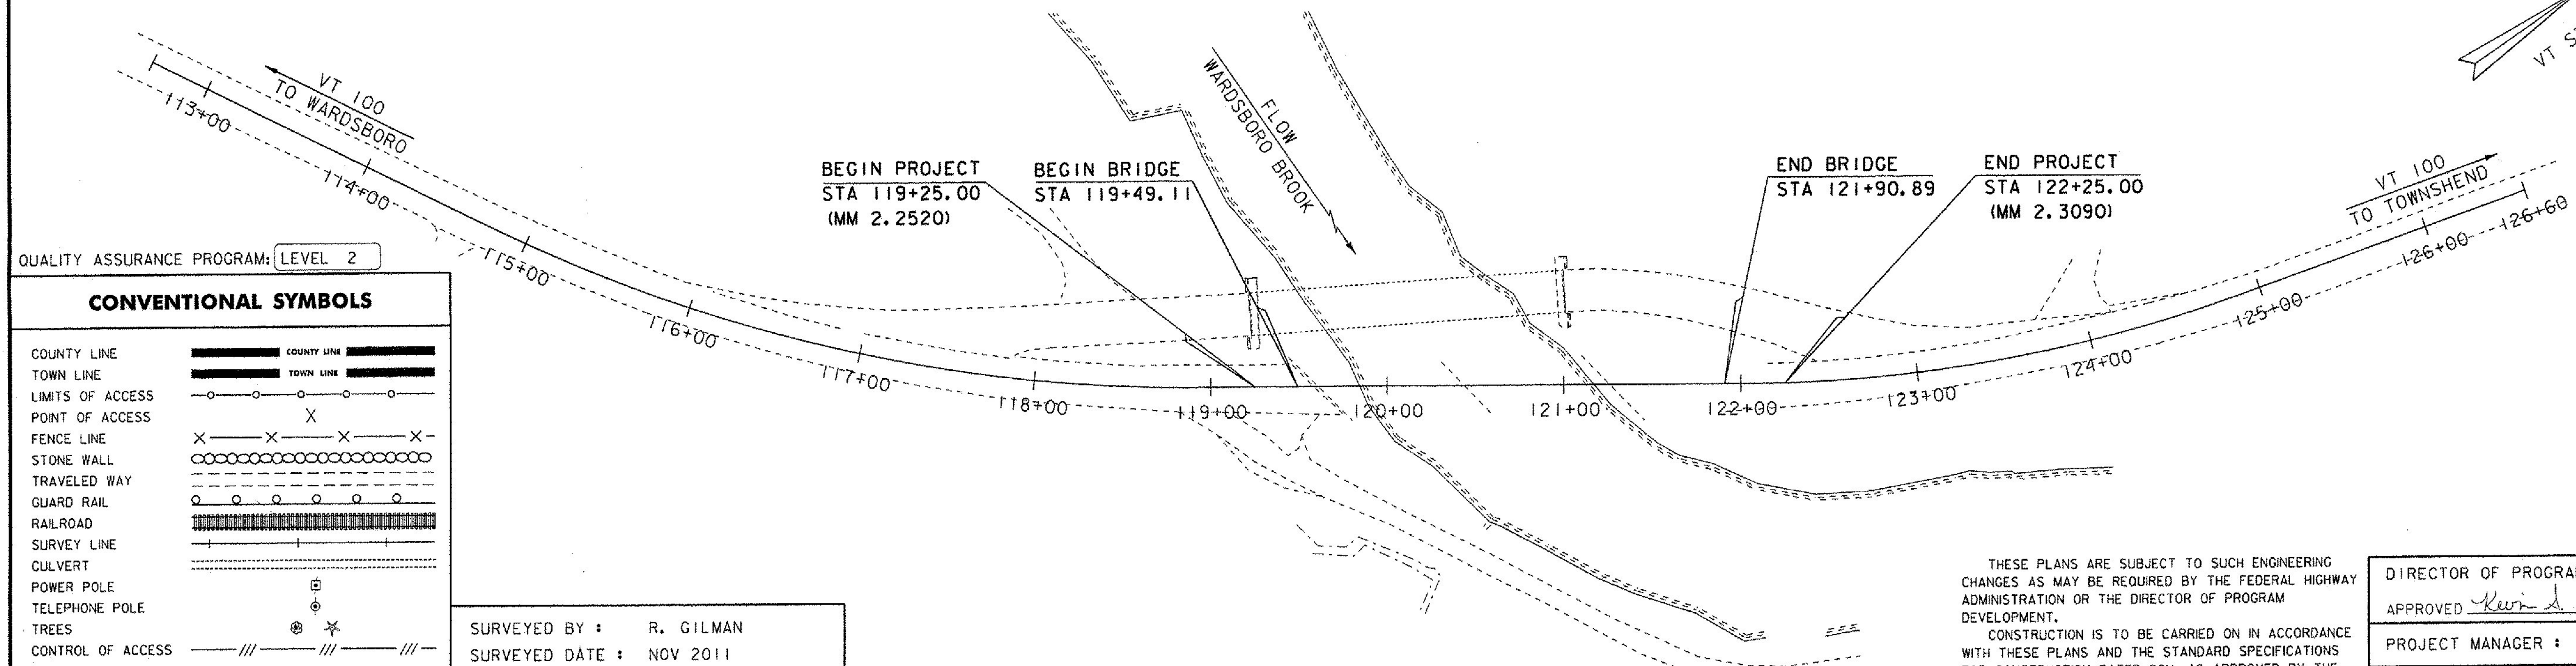 VT 100
TO WARDSBORO
113+00
114+00
115+00
116+00
117+00
118+00
119+00
120+00
121+00
122+00
123+00
124+00
125+00
126+00
126+60
BEGIN PROJECT
STA 119+25.00
(MM 2.2520)
BEGIN BRIDGE
STA 119+49.11
FLOW
WARDSBORO BROOK
END BRIDGE
STA 121+90.89
END PROJECT
STA 122+25.00
(MM 2.3090)
VT 100
TO TOWNSHEND
VT S
QUALITY ASSURANCE PROGRAM: LEVEL 2
CONVENTIONAL SYMBOLS
COUNTY LINE COUNTY LINE
TOWN LINE TOWN LINE
LIMITS OF ACCESS
POINT OF ACCESS
FENCE LINE
STONE WALL
TRAVELED WAY
GUARD RAIL
RAILROAD
SURVEY LINE
CULVERT
POWER POLE
TELEPHONE POLE
TREES
CONTROL OF ACCESS
SURVEYED BY : R. GILMAN
SURVEYED DATE : NOV 2011
THESE PLANS ARE SUBJECT TO SUCH ENGINEERING
CHANGES AS MAY BE REQUIRED BY THE FEDERAL HIGHWAY
ADMINISTRATION OR THE DIRECTOR OF PROGRAM
DEVELOPMENT.
CONSTRUCTION IS TO BE CARRIED ON IN ACCORDANCE
WITH THESE PLANS AND THE STANDARD SPECIFICATIONS
DIRECTOR OF PROGRA
APPROVED Kevin S.
PROJECT MANAGER :